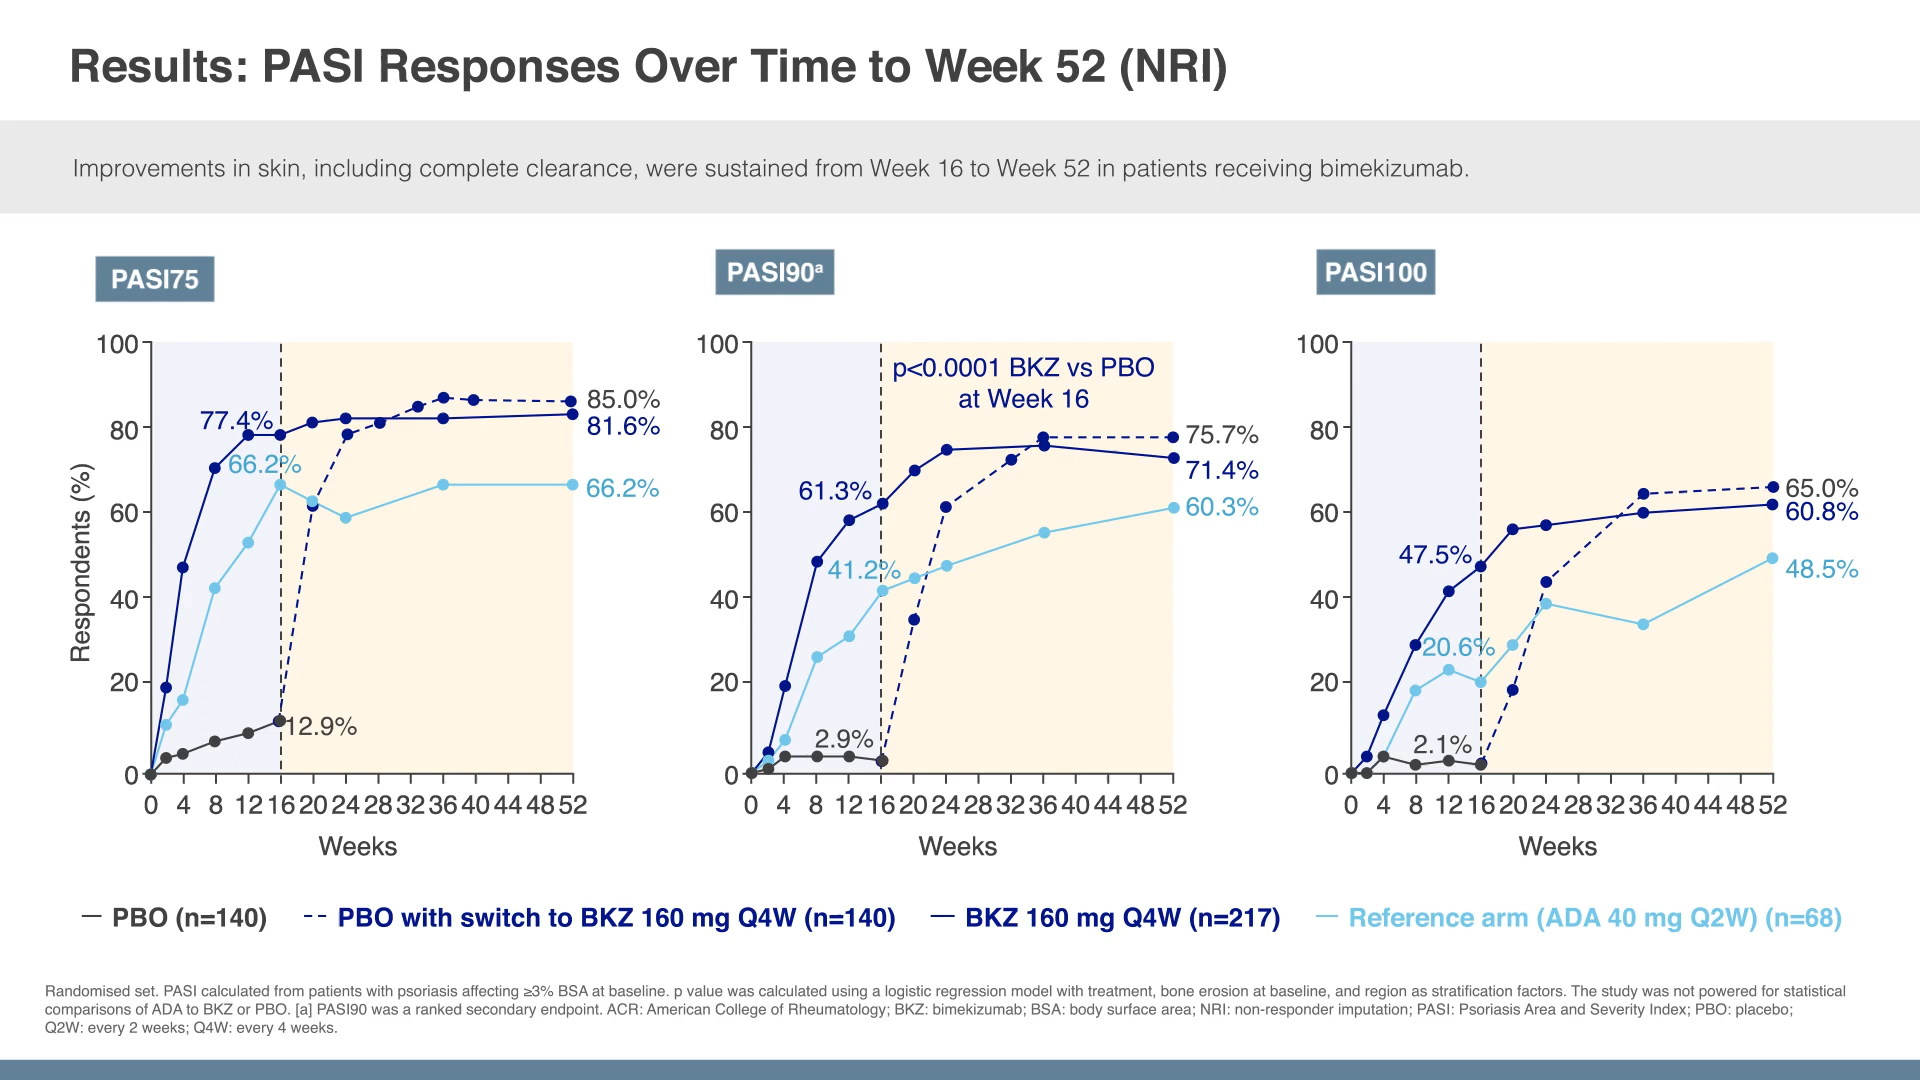 Results: PASI Responses Over Time to Week 52 (NRI)
Improvements in skin, including complete clearance, were sustained from Week 16 to Week 52 in patients receiving bimekizumab.
PASI75
Respondents (%)
100
80
60
40
20
0
77.4%
66.2%
12.9%
85.0%
81.6%
66.2%
0 4 8 12 16 20 24 28 32 36 40 44 48 52
Weeks
PASI90ᵃ
100
80
60
40
20
0
p<0.0001 BKZ vs PBO
at Week 16
61.3%
41.2%
2.9%
75.7%
71.4%
60.3%
0 4 8 12 16 20 24 28 32 36 40 44 48 52
Weeks
PASI100
100
80
60
40
20
0
47.5%
20.6%
2.1%
65.0%
60.8%
48.5%
0 4 8 12 16 20 24 28 32 36 40 44 48 52
Weeks
PBO (n=140) PBO with switch to BKZ 160 mg Q4W (n=140) BKZ 160 mg Q4W (n=217) Reference arm (ADA 40 mg Q2W) (n=68)
Randomised set. PASI calculated from patients with psoriasis affecting ≥3% BSA at baseline. p value was calculated using a logistic regression model with treatment, bone erosion at baseline, and region as stratification factors. The study was not powered for statistical
comparisons of ADA to BKZ or PBO. [a] PASI90 was a ranked secondary endpoint. ACR: American College of Rheumatology; BKZ: bimekizumab; BSA: body surface area; NRI: non-responder imputation; PASI: Psoriasis Area and Severity Index; PBO: placebo;
Q2W: every 2 weeks; Q4W: every 4 weeks.